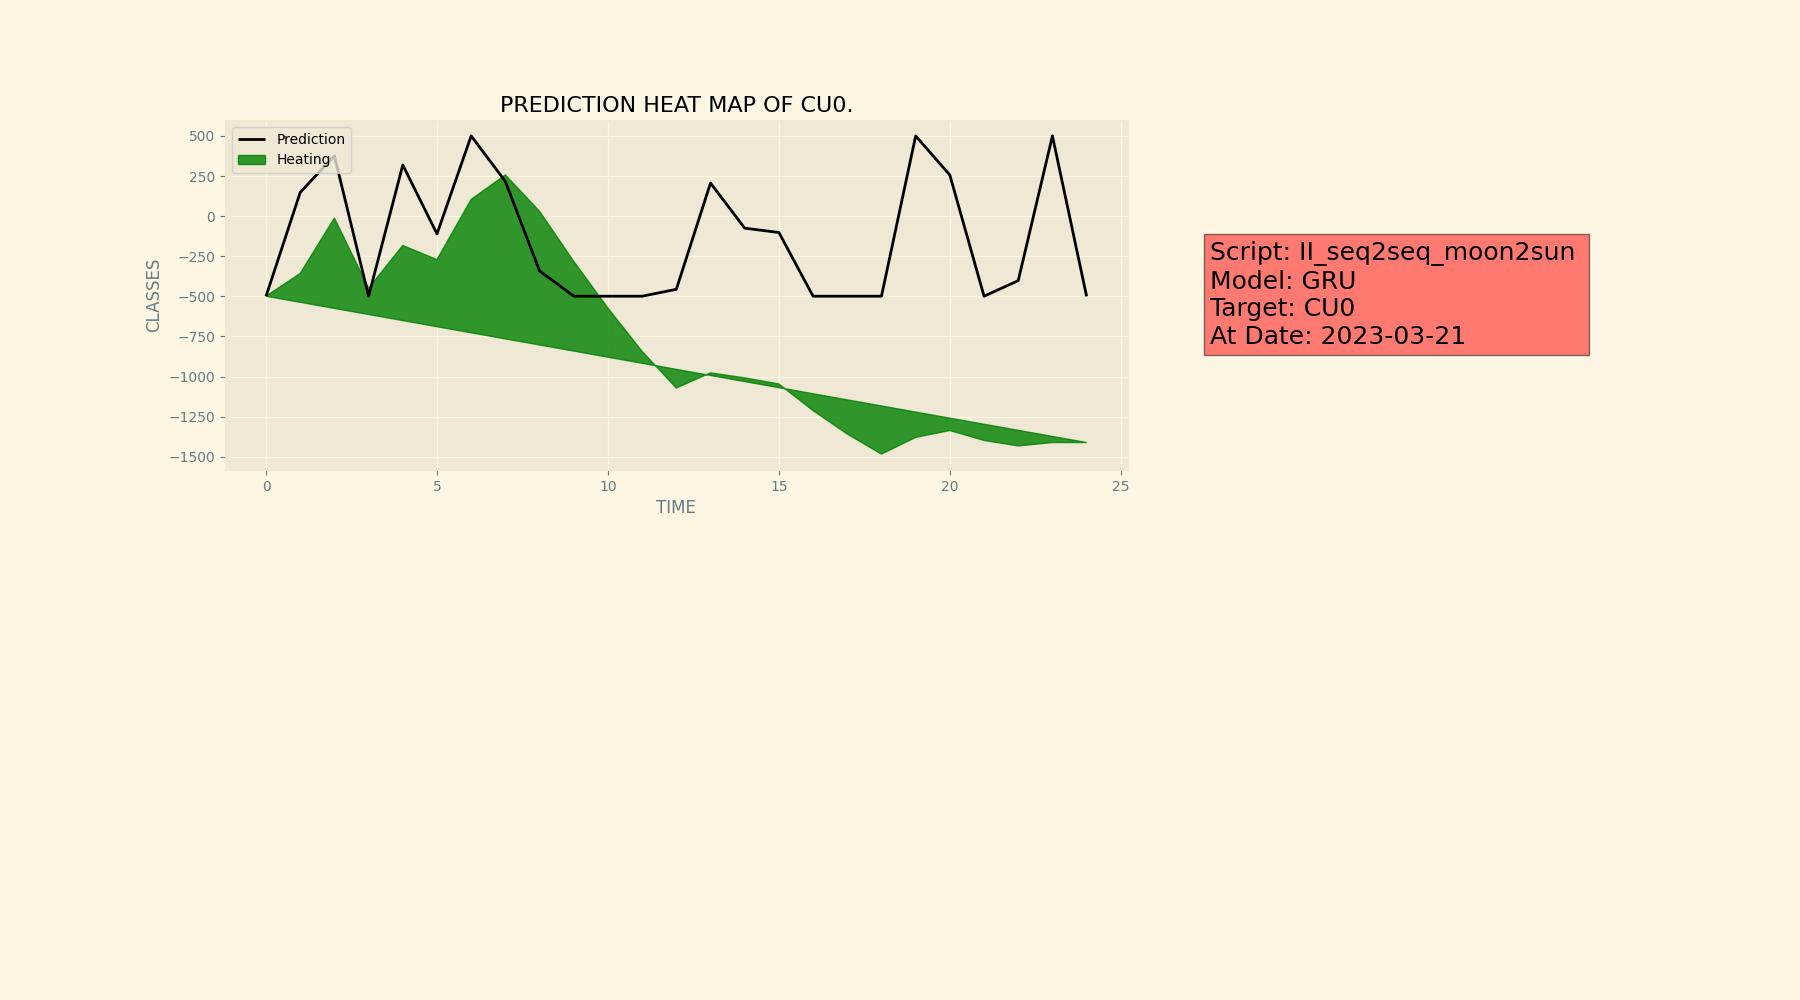 PREDICTION HEAT MAP OF CU0.
Prediction
Heating
500
250
0
−250
−500
−750
−1000
−1250
−1500
CLASSES
0 5 10 15 20 25
TIME
Script: II_seq2seq_moon2sun
Model: GRU
Target: CU0
At Date: 2023-03-21